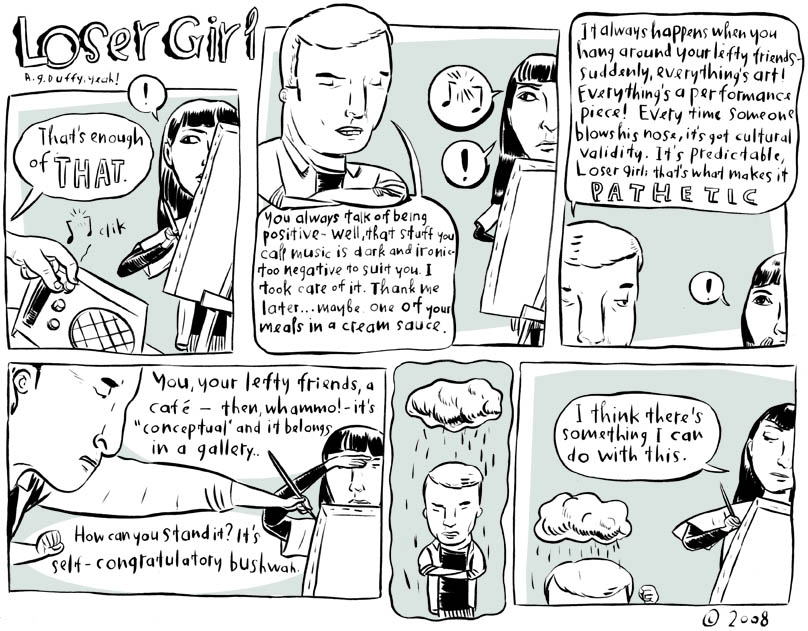 Loser Girl
A.G. Duffy, yeah!
!
That's enough
of THAT.
clik
!
You always talk of being
positive - well, that stuff you
call music is dark and ironic-
too negative to suit you. I
took care of it. Thank me
later... maybe one of your
meals in a cream sauce.
It always happens when you
hang around your lefty friends-
suddenly, everything's art!
Everything's a performance
piece! Every time someone
blows his nose, it's got cultural
validity. It's predictable,
Loser Girl; that's what makes it
PATHETIC
!
You, your lefty friends, a
café — then, whammo! - it's
"conceptual" and it belongs
in a gallery..
How can you stand it? It's
self-congratulatory bushwah.
I think there's
something I can
do with this.
© 2008